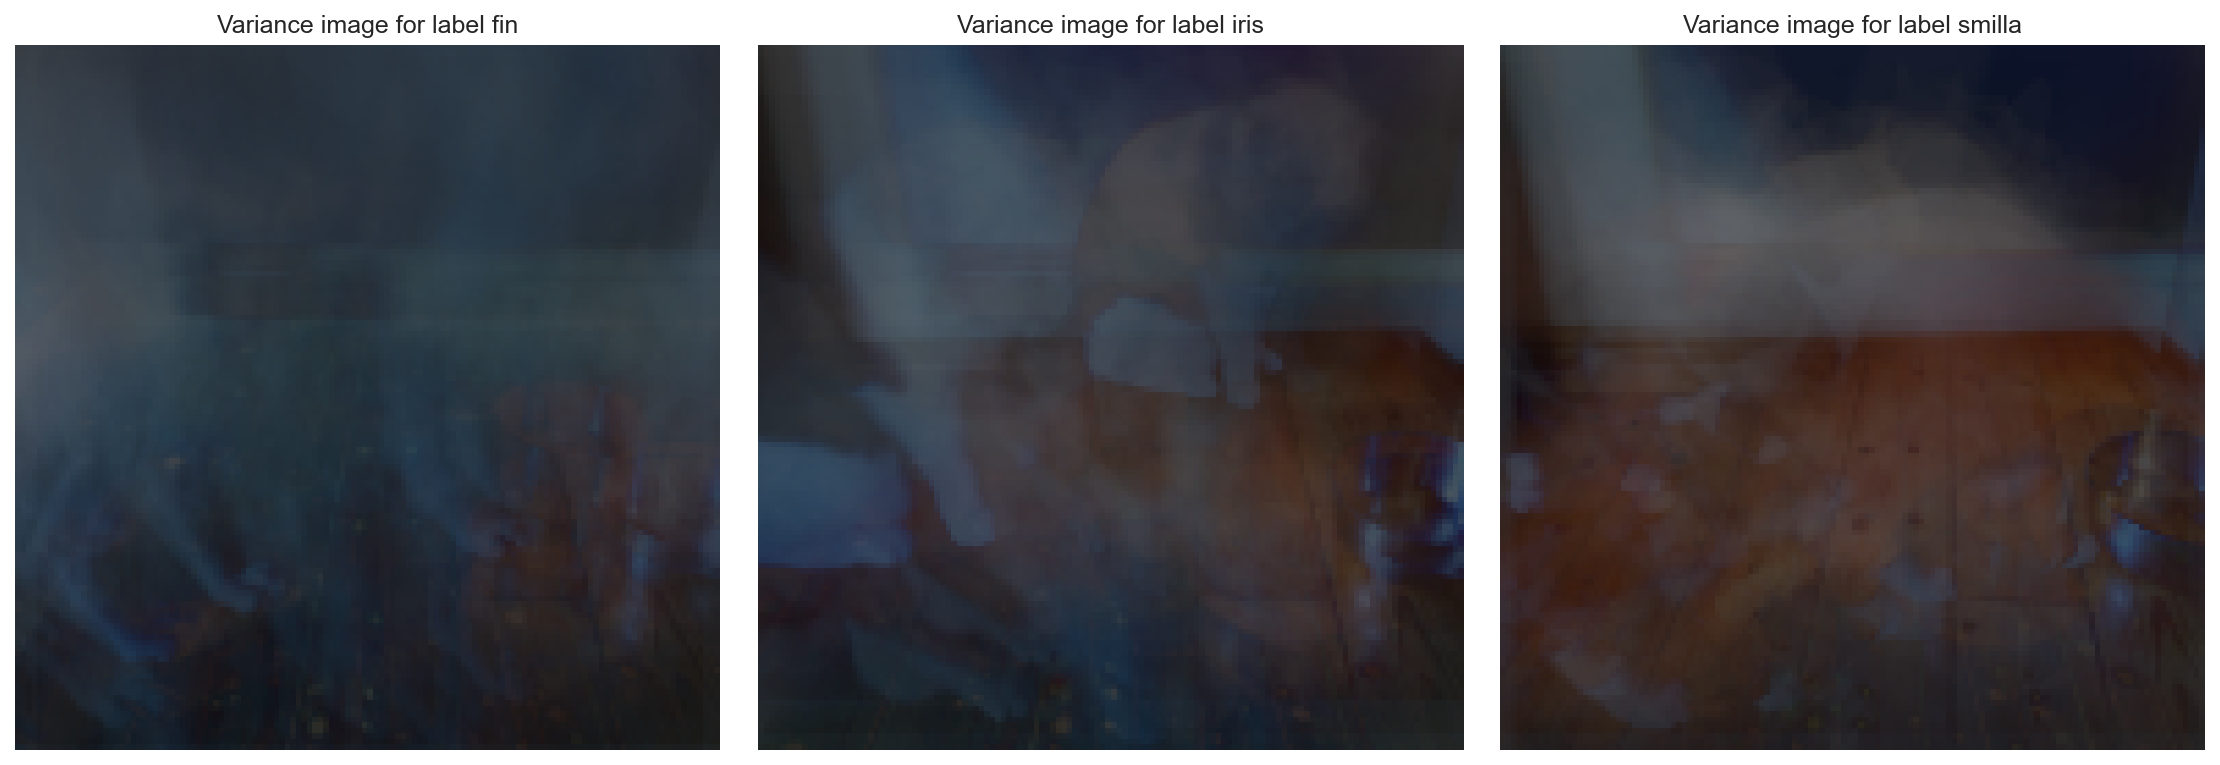 Variance image for label fin
Variance image for label iris
Variance image for label smilla